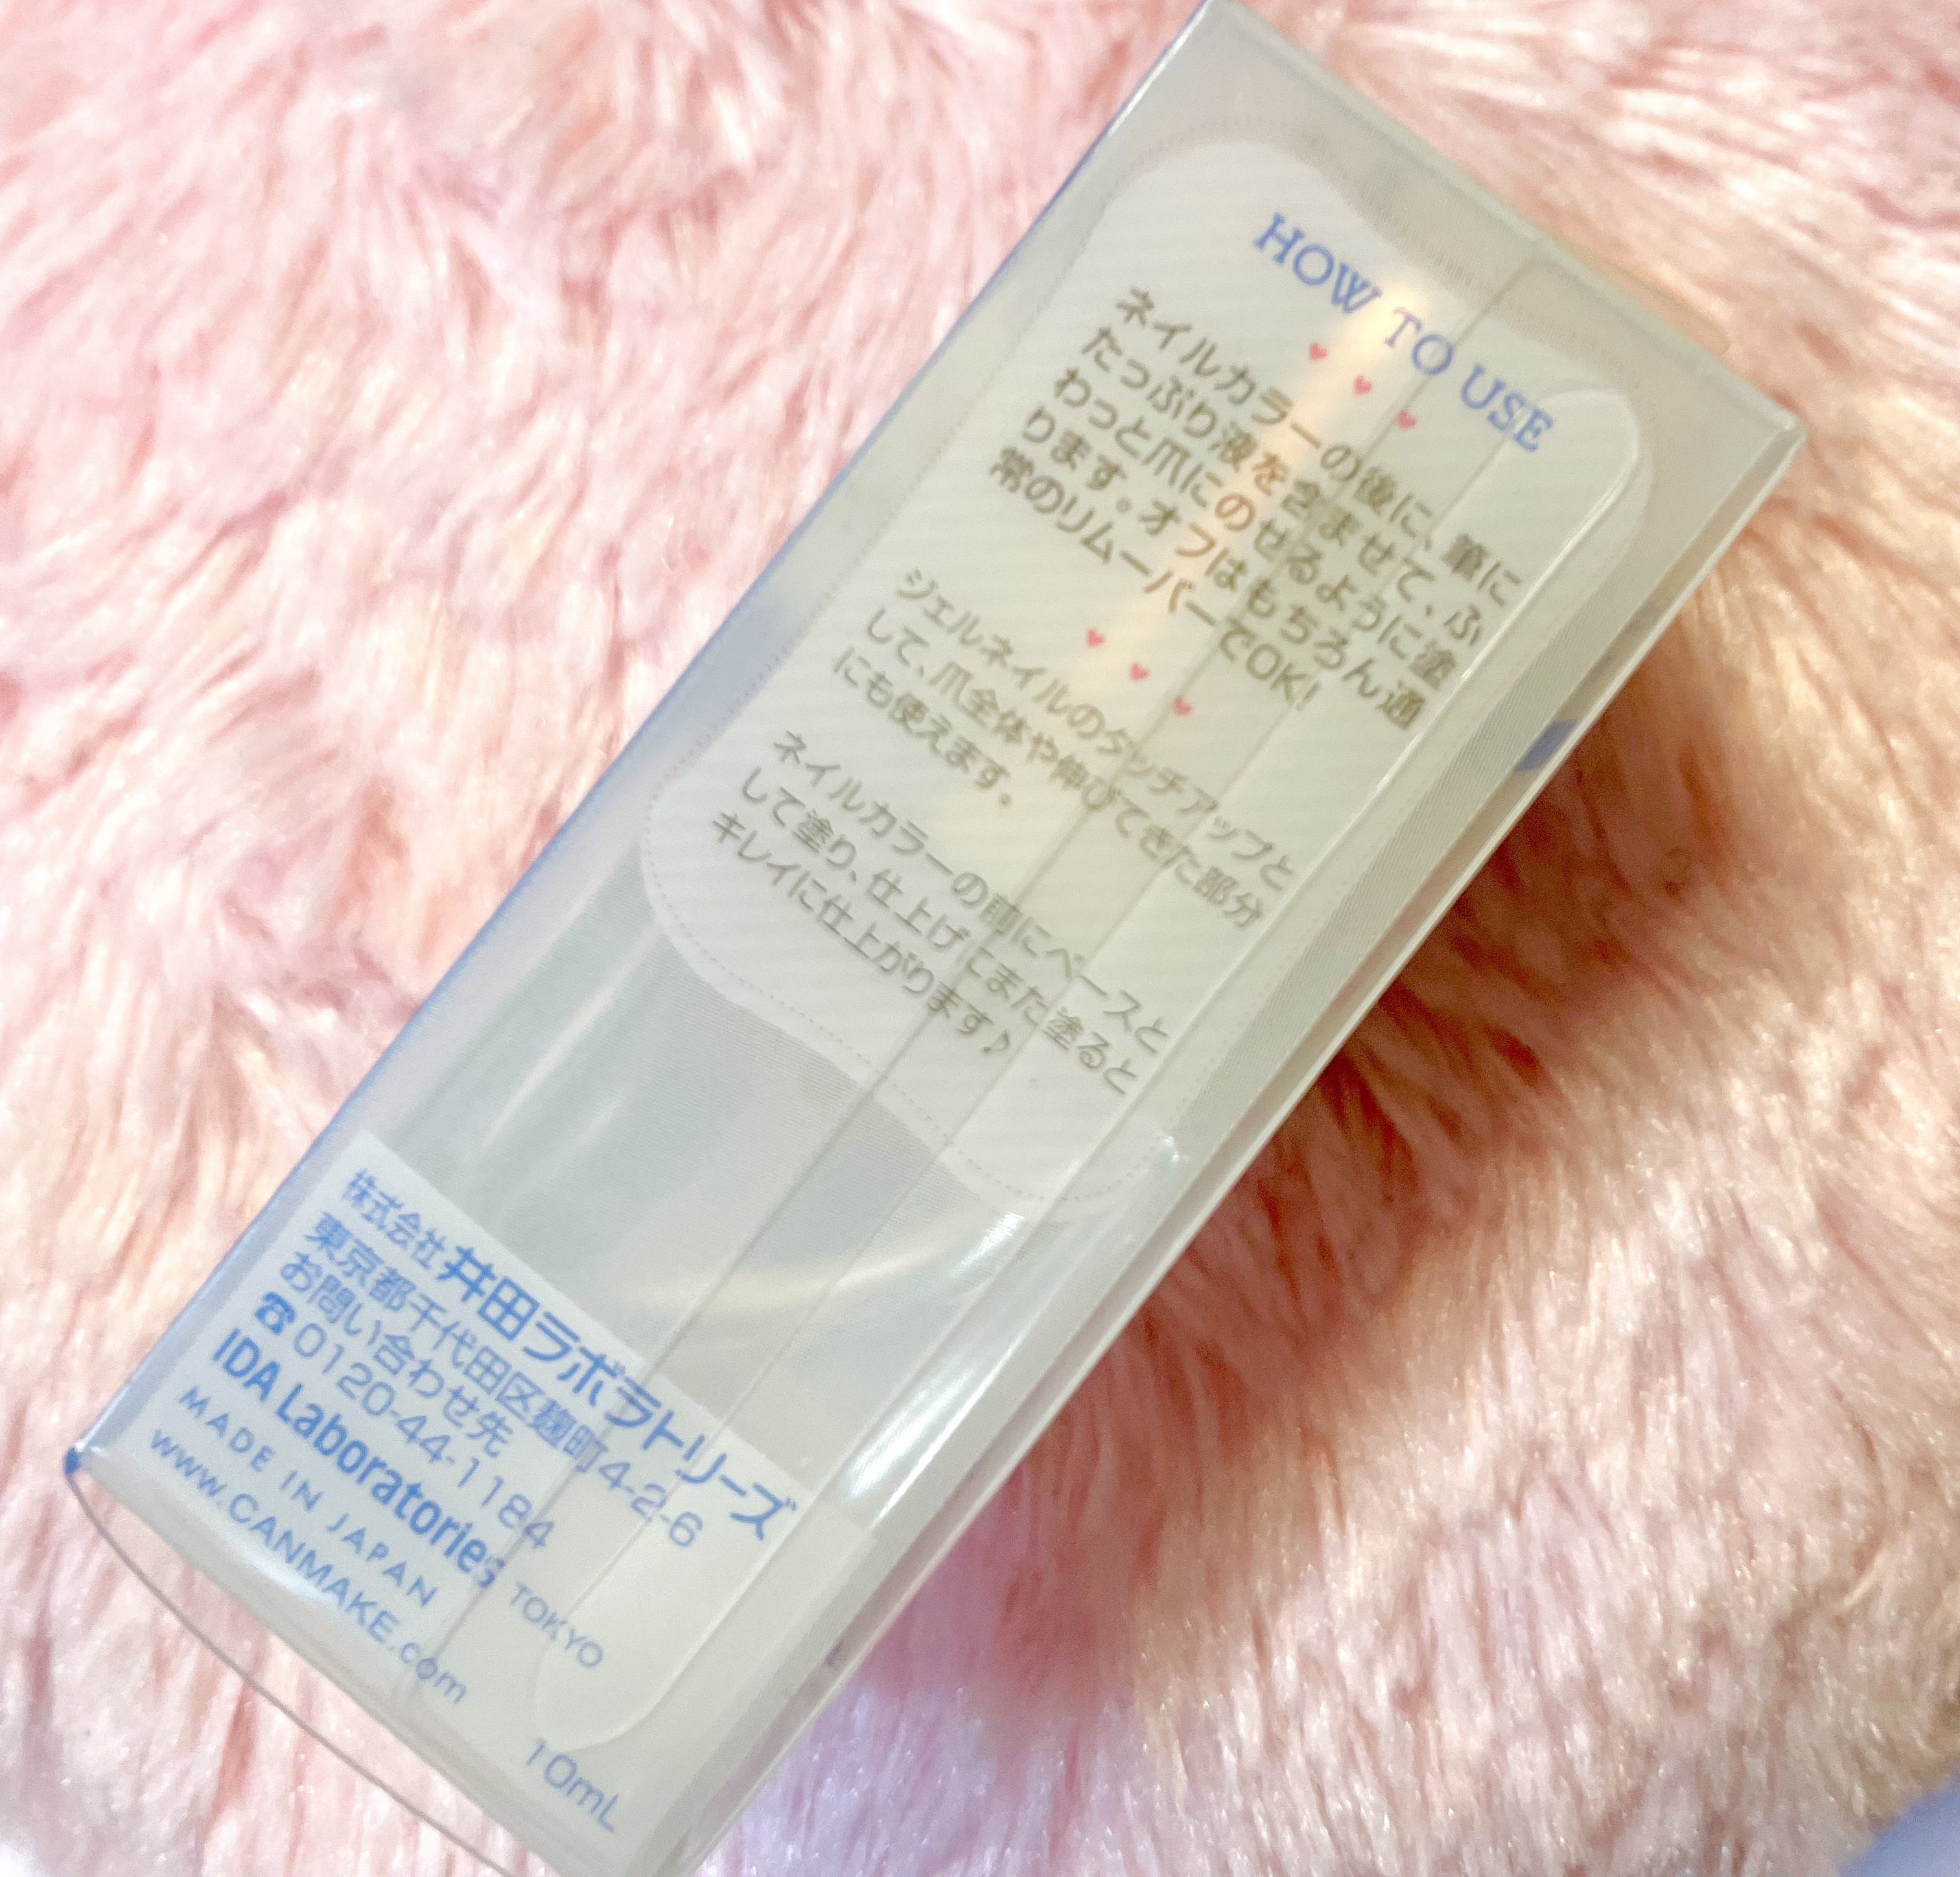 HOW TO USE
ネイルカラーの後に、筆に
たっぷり液を含ませて、ふ
わっと爪にのせるように塗
ります。オフはもちろん通
常のリムーバーでOK!
ジェルネイルのタッチアップと
して、爪全体や伸びてきた部分
にも使えます。
ネイルカラーの前にベースと
して塗り、仕上げにまた塗ると
キレイに仕上がります♪
株式会社 井田ラボラトリーズ
東京都千代田区麹町4-2-6
お問い合わせ先
☎0120-44-1184
IDA Laboratories TOKYO
MADE IN JAPAN
www.CANMAKE.com
10mL